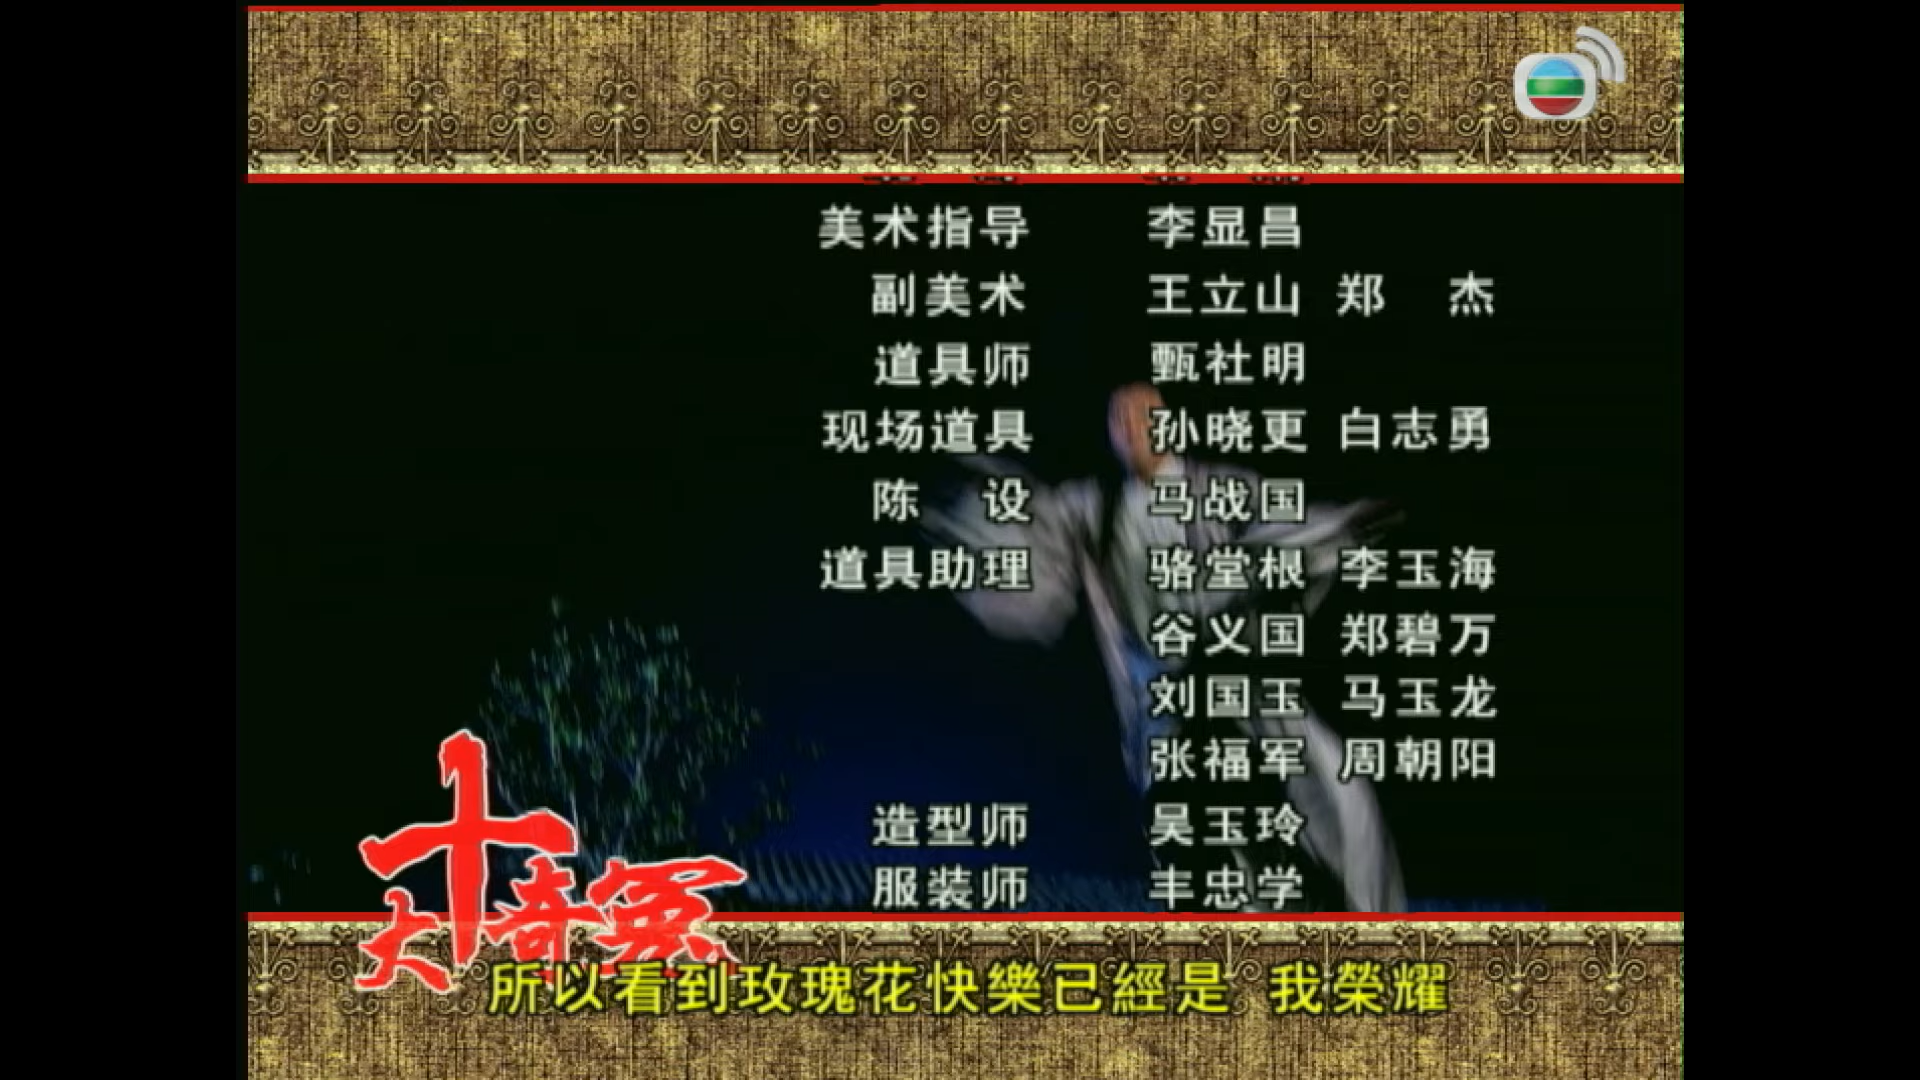 美术指导 李显昌
副美术 王立山 郑 杰
道具师 甄社明
现场道具 孙晓更 白志勇
陈 设 马战国
道具助理 骆堂根 李玉海
谷义国 郑碧万
刘国玉 马玉龙
张福军 周朝阳
造型师 吴玉玲
服装师 丰忠学
十大奇冤
所以看到玫瑰花快樂已經是 我榮耀